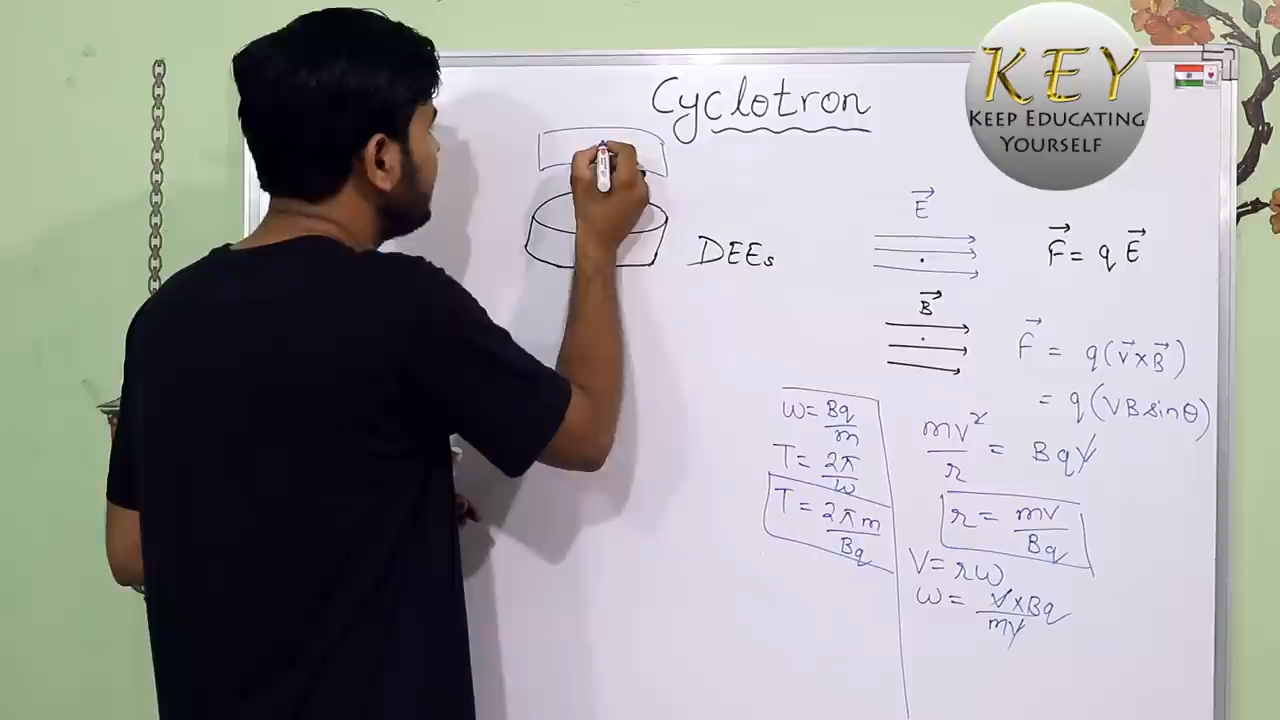 Cyclotron
KEY
KEEP EDUCATING
YOURSELF
DEEs
E⃗
F⃗ = qE⃗
B⃗
F⃗ = q(V⃗×B⃗)
= q(VBsinθ)
ω = Bq/m
T = 2π/ω
T = 2πm/Bq
mv²/r = Bqv
r = mv/Bq
V = rω
ω = v×Bq/mv